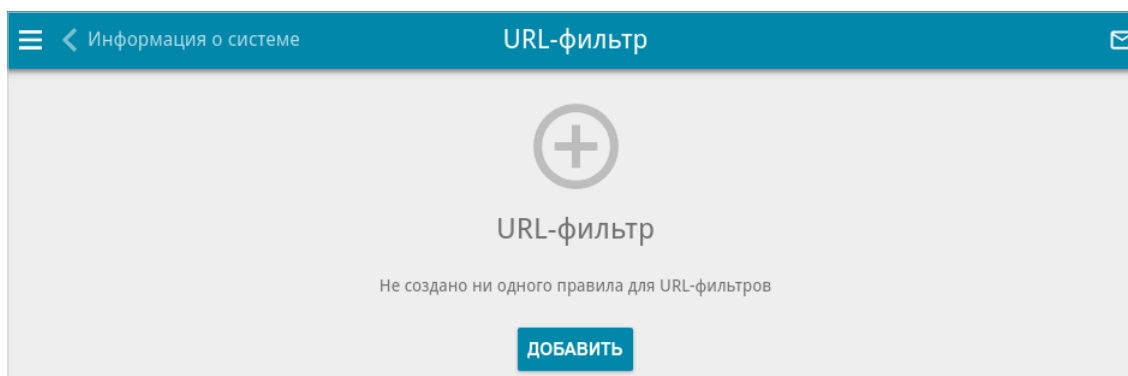 Информация о системе
URL-фильтр
URL-фильтр
Не создано ни одного правила для URL-фильтров
ДОБАВИТЬ